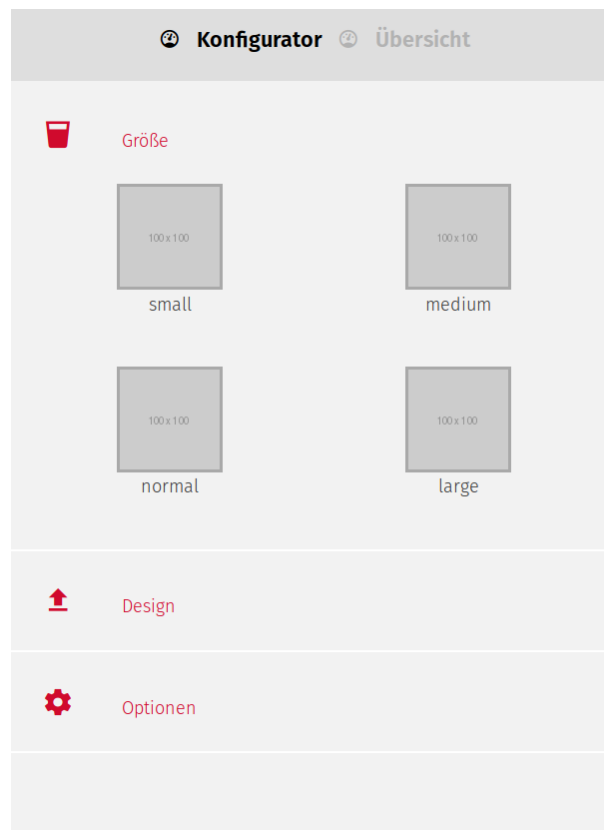 Konfigurator Übersicht
Größe
100 x 100 100 x 100
small medium
100 x 100 100 x 100
normal large
Design
Optionen